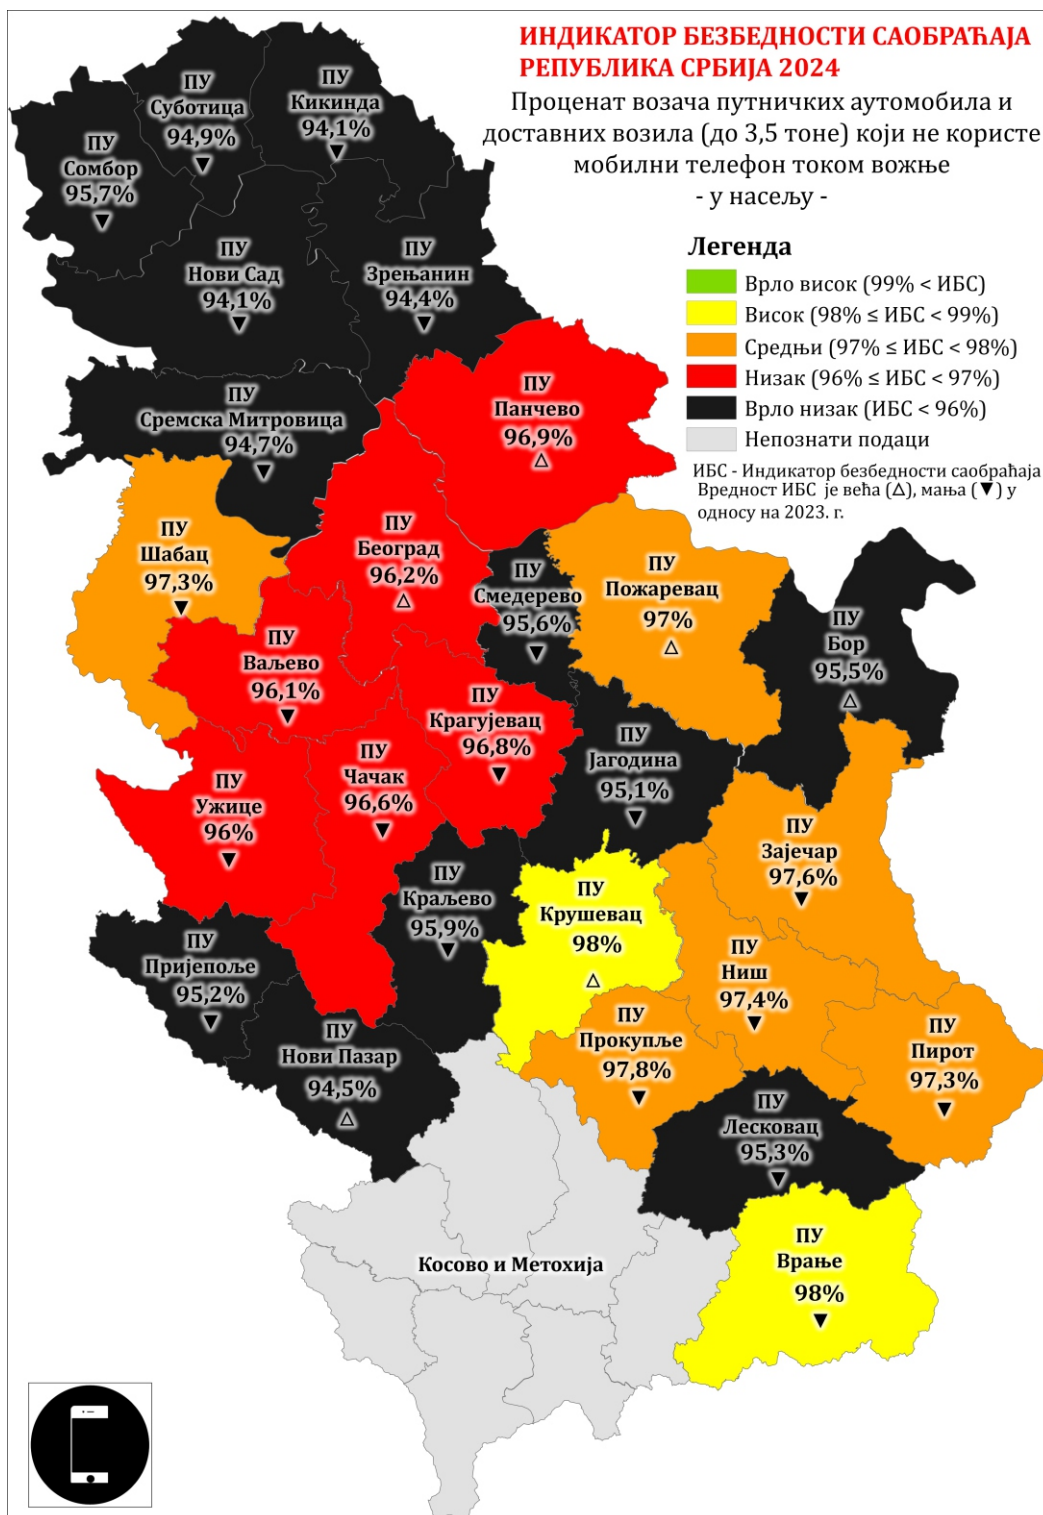 ИНДИКАТОР БЕЗБЕДНОСТИ САОБРАЋАЈА
РЕПУБЛИКА СРБИЈА 2024
Проценат возача путничких аутомобила и
доставних возила (до 3,5 тоне) који не користе
мобилни телефон током вожње
- у насељу -
Легенда
Врло висок (99% < ИБС)
Висок (98% ≤ ИБС < 99%)
Средњи (97% ≤ ИБС < 98%)
Низак (96% ≤ ИБС < 97%)
Врло низак (ИБС < 96%)
Непознати подаци
ИБС - Индикатор безбедности саобраћаја
Вредност ИБС је већа (△), мања (▼) у
односу на 2023. г.
ПУ
Суботица
94,9%
▼
ПУ
Кикинда
94,1%
▼
ПУ
Сомбор
95,7%
▼
ПУ
Нови Сад
94,1%
▼
ПУ
Зрењанин
94,4%
▼
ПУ
Сремска Митровица
94,7%
▼
ПУ
Панчево
96,9%
△
ПУ
Шабац
97,3%
▼
ПУ
Београд
96,2%
△
ПУ
Смедерево
95,6%
▼
ПУ
Пожаревац
97%
△
ПУ
Бор
95,5%
△
ПУ
Ваљево
96,1%
▼
ПУ
Крагујевац
96,8%
▼
ПУ
Јагодина
95,1%
▼
ПУ
Ужице
96%
▼
ПУ
Чачак
96,6%
▼
ПУ
Зајечар
97,6%
▼
ПУ
Краљево
95,9%
▼
ПУ
Крушевац
98%
△
ПУ
Пријепоље
95,2%
▼
ПУ
Ниш
97,4%
▼
ПУ
Нови Пазар
94,5%
△
ПУ
Прокупље
97,8%
▼
ПУ
Пирот
97,3%
▼
ПУ
Лесковац
95,3%
▼
Косово и Метохија
ПУ
Врање
98%
▼